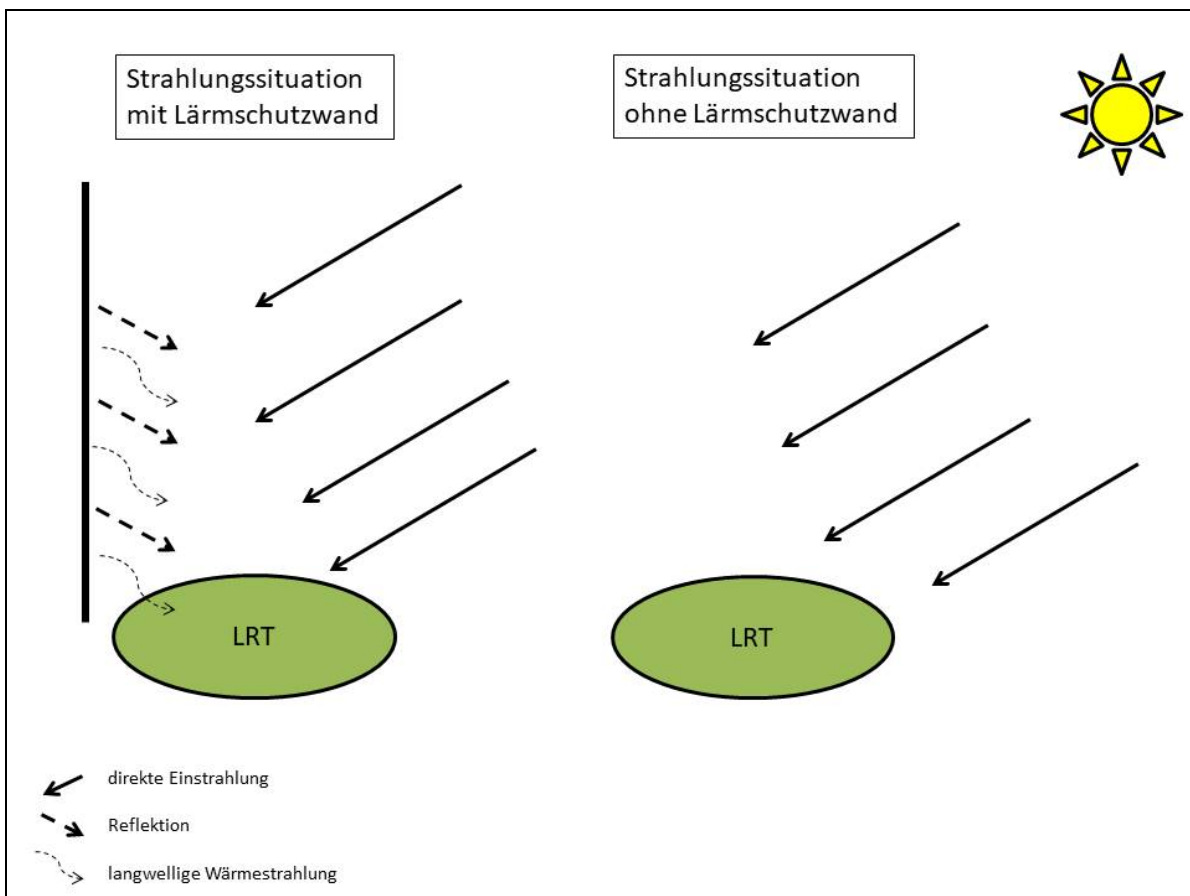 Strahlungssituation
mit Lärmschutzwand
Strahlungssituation
ohne Lärmschutzwand
LRT
LRT
direkte Einstrahlung
Reflektion
langwellige Wärmestrahlung